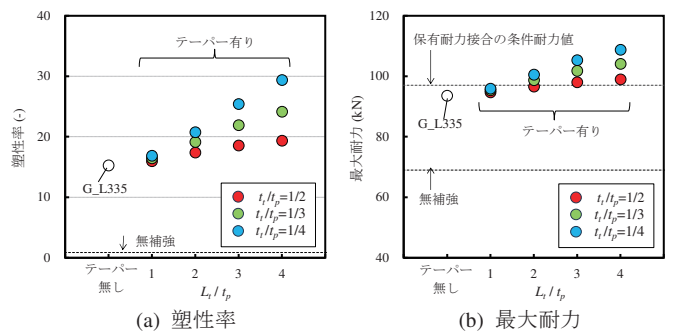 テーパー有り
塑性率 (-)
40
30
20
10
0
G_L335
t_t/t_p=1/2
t_t/t_p=1/3
t_t/t_p=1/4
無補強
テーパー
無し
1 2 3 4
L_t / t_p
(a) 塑性率
保有耐力接合の条件耐力値
最大耐力 (kN)
120
100
80
60
40
G_L335
テーパー有り
無補強
t_t/t_p=1/2
t_t/t_p=1/3
t_t/t_p=1/4
テーパー
無し
1 2 3 4
L_t / t_p
(b) 最大耐力